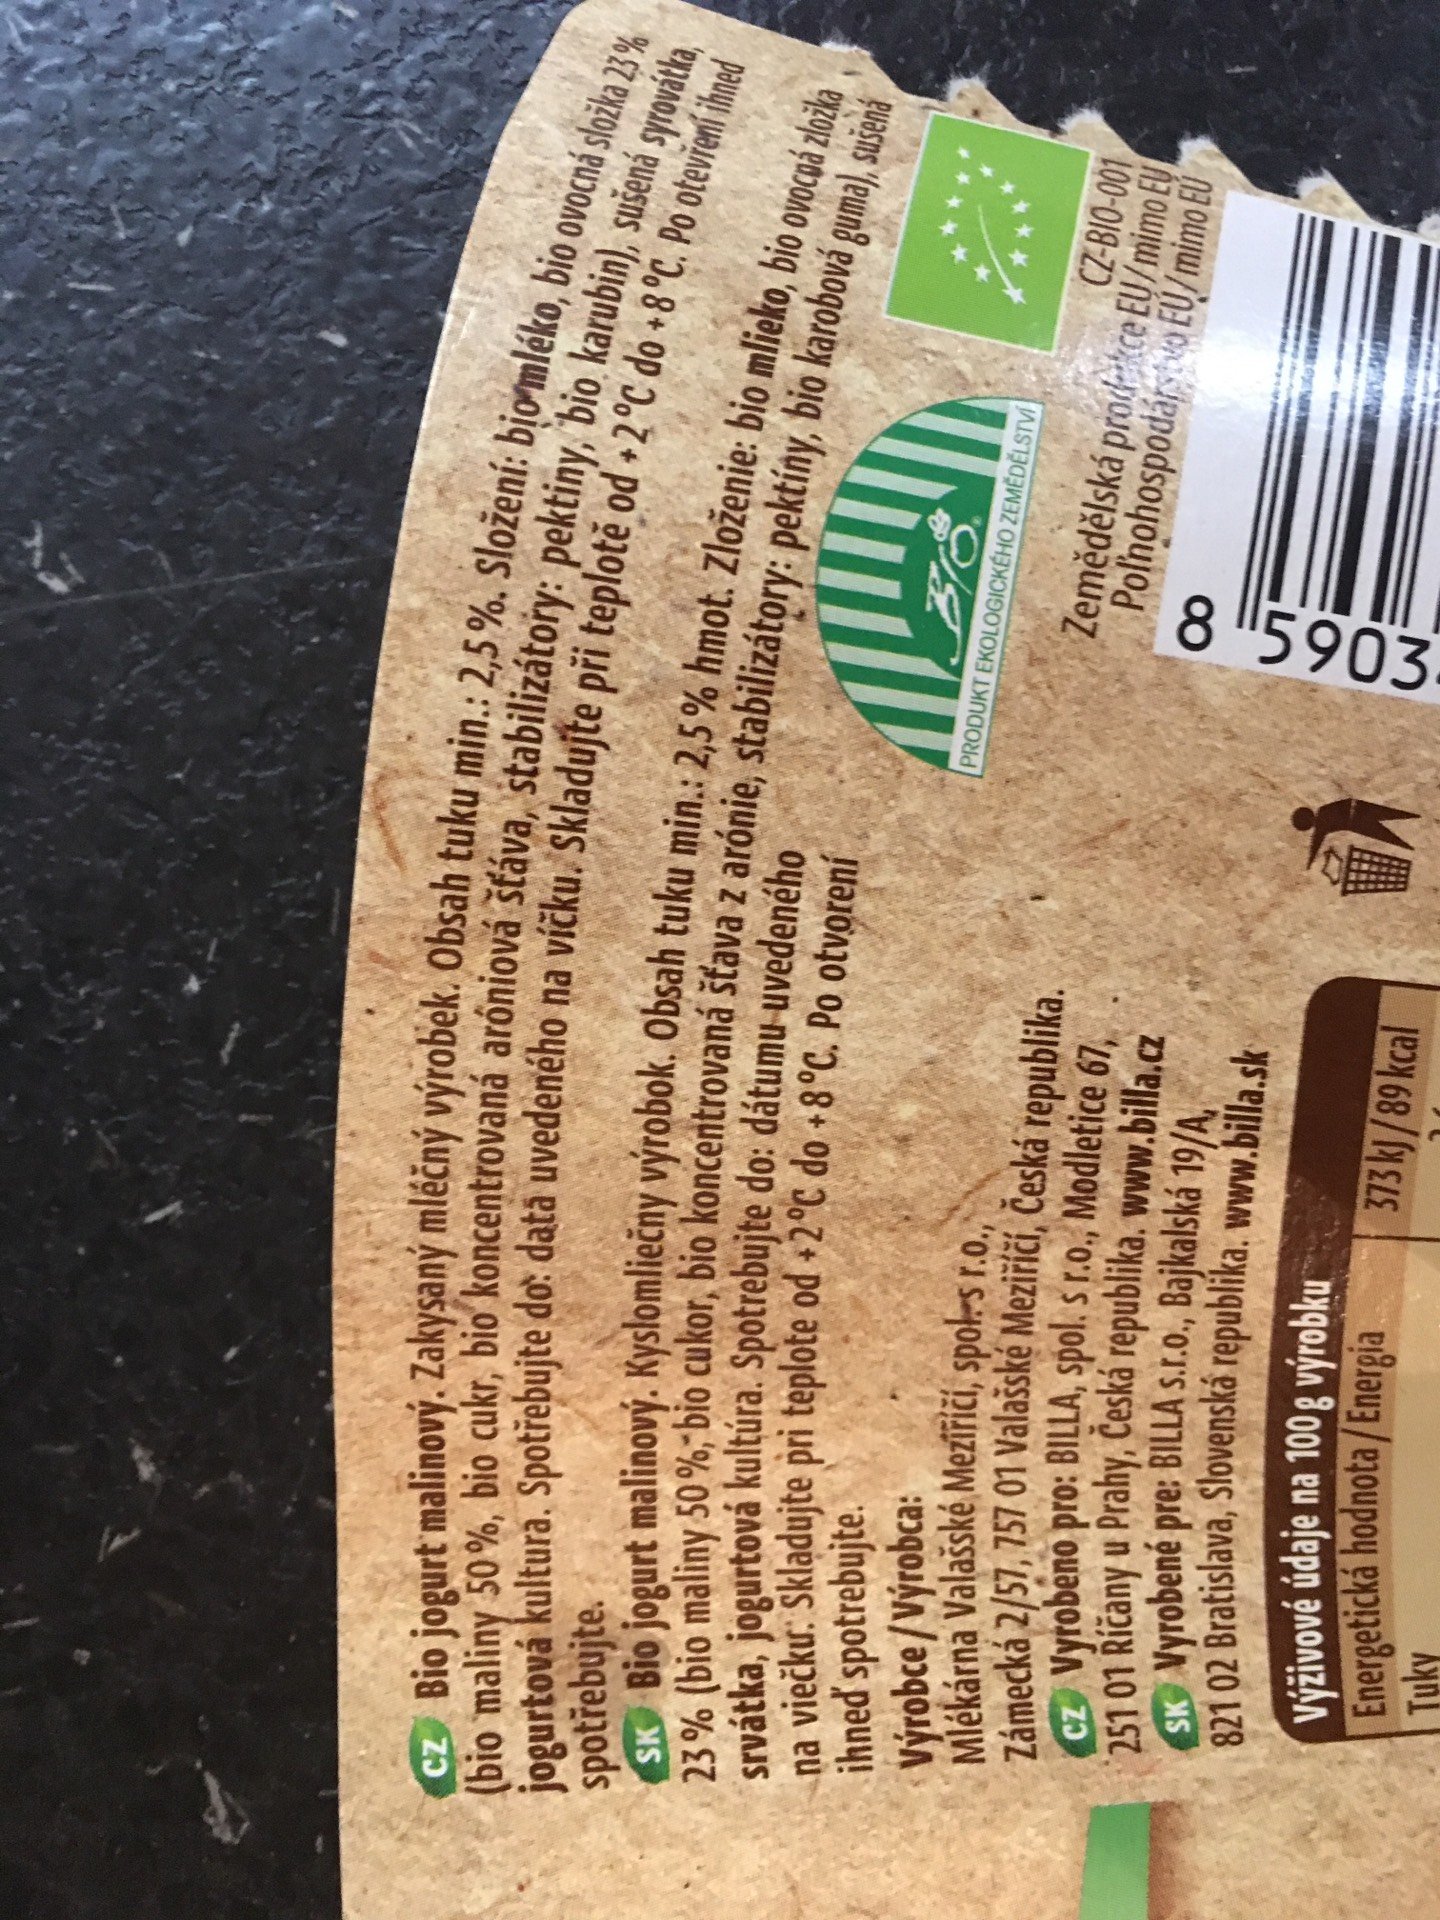 CZ Bio jogurt malinový. Zakysaný mléčný výrobek. Obsah tuku min.: 2,5%. Složení: bio mléko, bio ovocná složka 23%
(bio maliny 50%, bio cukr, bio koncentrovaná aróniová šťáva, stabilizátory: pektiny, bio karubin), sušená syrovátka,
jogurtová kultura. Spotřebujte do: data uvedeného na víčku. Skladujte při teplotě od +2°C do +8°C. Po otevření ihned
spotřebujte.
SK Bio jogurt malinový. Kyslomliečny výrobok. Obsah tuku min.: 2,5% hmot. Zloženie: bio mlieko, bio ovocná zložka
23% (bio maliny 50%, bio cukor, bio koncentrovaná šťava z arónie, stabilizátory: pektíny, bio karobová guma), sušená
srvátka, jogurtová kultúra. Spotrebujte do: dátumu uvedeného
na viečku. Skladujte pri teplote od +2°C do +8°C. Po otvorení
ihneď spotrebujte.
Výrobce / Výrobca:
Mlékárna Valašské Meziříčí, spol. s r.o.,
Zámecká 2/57, 757 01 Valašské Meziříčí, Česká republika.
CZ Vyrobeno pro: BILLA, spol. s r.o., Modletice 67,
251 01 Říčany u Prahy, Česká republika. www.billa.cz
SK Vyrobené pre: BILLA s.r.o., Bajkalská 19/A,
821 02 Bratislava, Slovenská republika. www.billa.sk
BIO®
PRODUKT EKOLOGICKÉHO ZEMĚDĚLSTVÍ
CZ-BIO-001
Zemědělská produkce EU/mimo EU
Poľnohospodárstvo EÚ/mimo EÚ
8 5903
Výživové údaje na 100g výrobku
Energetická hodnota / Energia 373 kJ / 89 kcal
Tuky